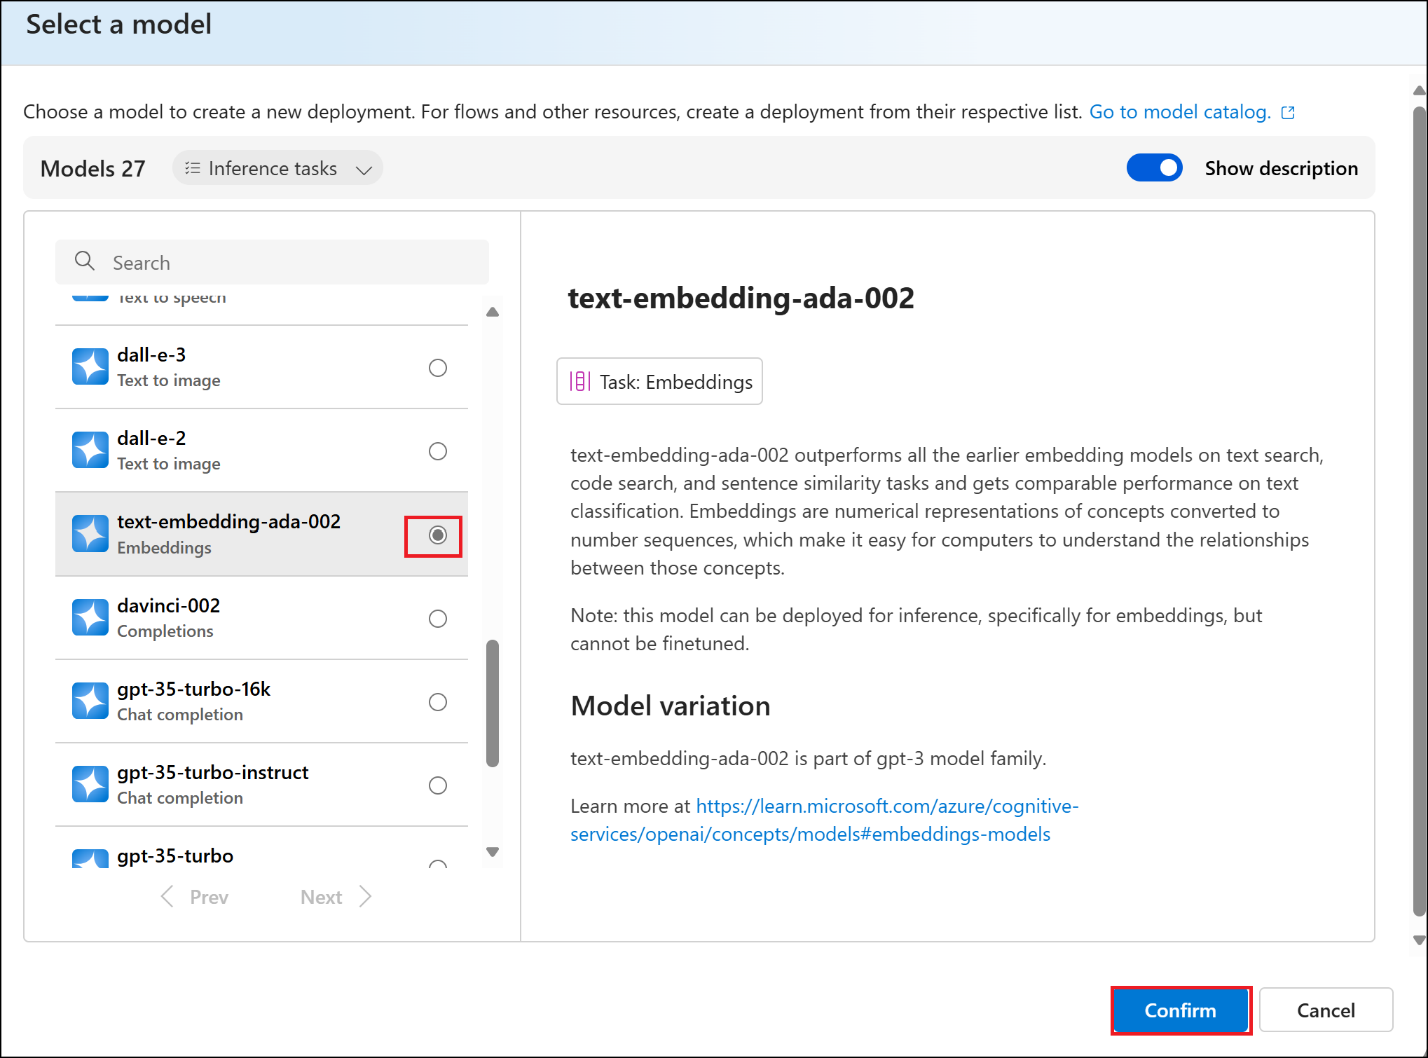 Select a model
Choose a model to create a new deployment. For flows and other resources, create a deployment from their respective list. Go to model catalog.
Models 27
Inference tasks
Show description
Search
Text to speech
dall-e-3
Text to image
dall-e-2
Text to image
text-embedding-ada-002
Embeddings
davinci-002
Completions
gpt-35-turbo-16k
Chat completion
gpt-35-turbo-instruct
Chat completion
gpt-35-turbo
Prev
Next
text-embedding-ada-002
Task: Embeddings
text-embedding-ada-002 outperforms all the earlier embedding models on text search,
code search, and sentence similarity tasks and gets comparable performance on text
classification. Embeddings are numerical representations of concepts converted to
number sequences, which make it easy for computers to understand the relationships
between those concepts.
Note: this model can be deployed for inference, specifically for embeddings, but
cannot be finetuned.
Model variation
text-embedding-ada-002 is part of gpt-3 model family.
Learn more at https://learn.microsoft.com/azure/cognitive-
services/openai/concepts/models#embeddings-models
Confirm
Cancel